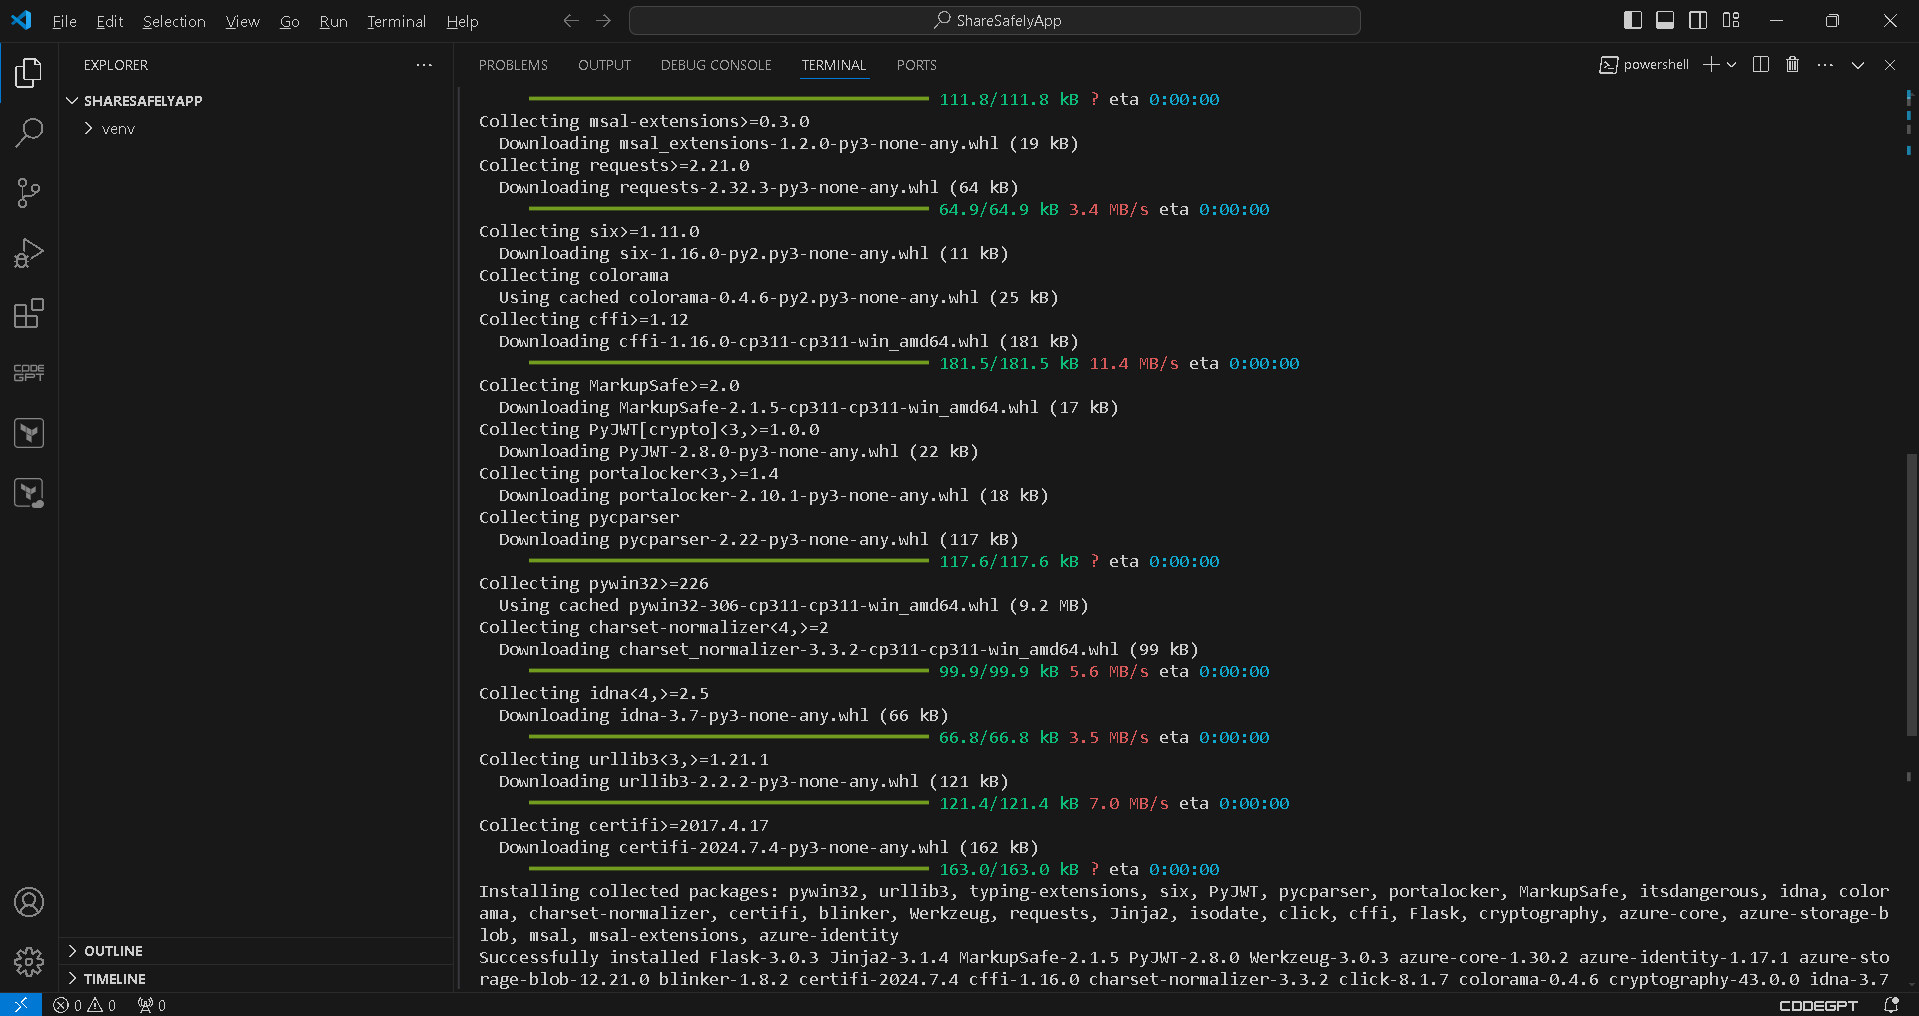 File Edit Selection View Go Run Terminal Help
ShareSafelyApp
EXPLORER
SHARESAFELYAPP
venv
OUTLINE
TIMELINE
PROBLEMS OUTPUT DEBUG CONSOLE TERMINAL PORTS
powershell
111.8/111.8 kB ? eta 0:00:00
Collecting msal-extensions>=0.3.0
Downloading msal_extensions-1.2.0-py3-none-any.whl (19 kB)
Collecting requests>=2.21.0
Downloading requests-2.32.3-py3-none-any.whl (64 kB)
64.9/64.9 kB 3.4 MB/s eta 0:00:00
Collecting six>=1.11.0
Downloading six-1.16.0-py2.py3-none-any.whl (11 kB)
Collecting colorama
Using cached colorama-0.4.6-py2.py3-none-any.whl (25 kB)
Collecting cffi>=1.12
Downloading cffi-1.16.0-cp311-cp311-win_amd64.whl (181 kB)
181.5/181.5 kB 11.4 MB/s eta 0:00:00
Collecting MarkupSafe>=2.0
Downloading MarkupSafe-2.1.5-cp311-cp311-win_amd64.whl (17 kB)
Collecting PyJWT[crypto]<3,>=1.0.0
Downloading PyJWT-2.8.0-py3-none-any.whl (22 kB)
Collecting portalocker<3,>=1.4
Downloading portalocker-2.10.1-py3-none-any.whl (18 kB)
Collecting pycparser
Downloading pycparser-2.22-py3-none-any.whl (117 kB)
117.6/117.6 kB ? eta 0:00:00
Collecting pywin32>=226
Using cached pywin32-306-cp311-cp311-win_amd64.whl (9.2 MB)
Collecting charset-normalizer<4,>=2
Downloading charset_normalizer-3.3.2-cp311-cp311-win_amd64.whl (99 kB)
99.9/99.9 kB 5.6 MB/s eta 0:00:00
Collecting idna<4,>=2.5
Downloading idna-3.7-py3-none-any.whl (66 kB)
66.8/66.8 kB 3.5 MB/s eta 0:00:00
Collecting urllib3<3,>=1.21.1
Downloading urllib3-2.2.2-py3-none-any.whl (121 kB)
121.4/121.4 kB 7.0 MB/s eta 0:00:00
Collecting certifi>=2017.4.17
Downloading certifi-2024.7.4-py3-none-any.whl (162 kB)
163.0/163.0 kB ? eta 0:00:00
Installing collected packages: pywin32, urllib3, typing-extensions, six, PyJWT, pycparser, portalocker, MarkupSafe, itsdangerous, idna, color
ama, charset-normalizer, certifi, blinker, Werkzeug, requests, Jinja2, isodate, click, cffi, Flask, cryptography, azure-core, azure-storage-b
lob, msal, msal-extensions, azure-identity
Successfully installed Flask-3.0.3 Jinja2-3.1.4 MarkupSafe-2.1.5 PyJWT-2.8.0 Werkzeug-3.0.3 azure-core-1.30.2 azure-identity-1.17.1 azure-sto
rage-blob-12.21.0 blinker-1.8.2 certifi-2024.7.4 cffi-1.16.0 charset-normalizer-3.3.2 click-8.1.7 colorama-0.4.6 cryptography-43.0.0 idna-3.7
CODE
GPT
0 0 0
CODEGPT